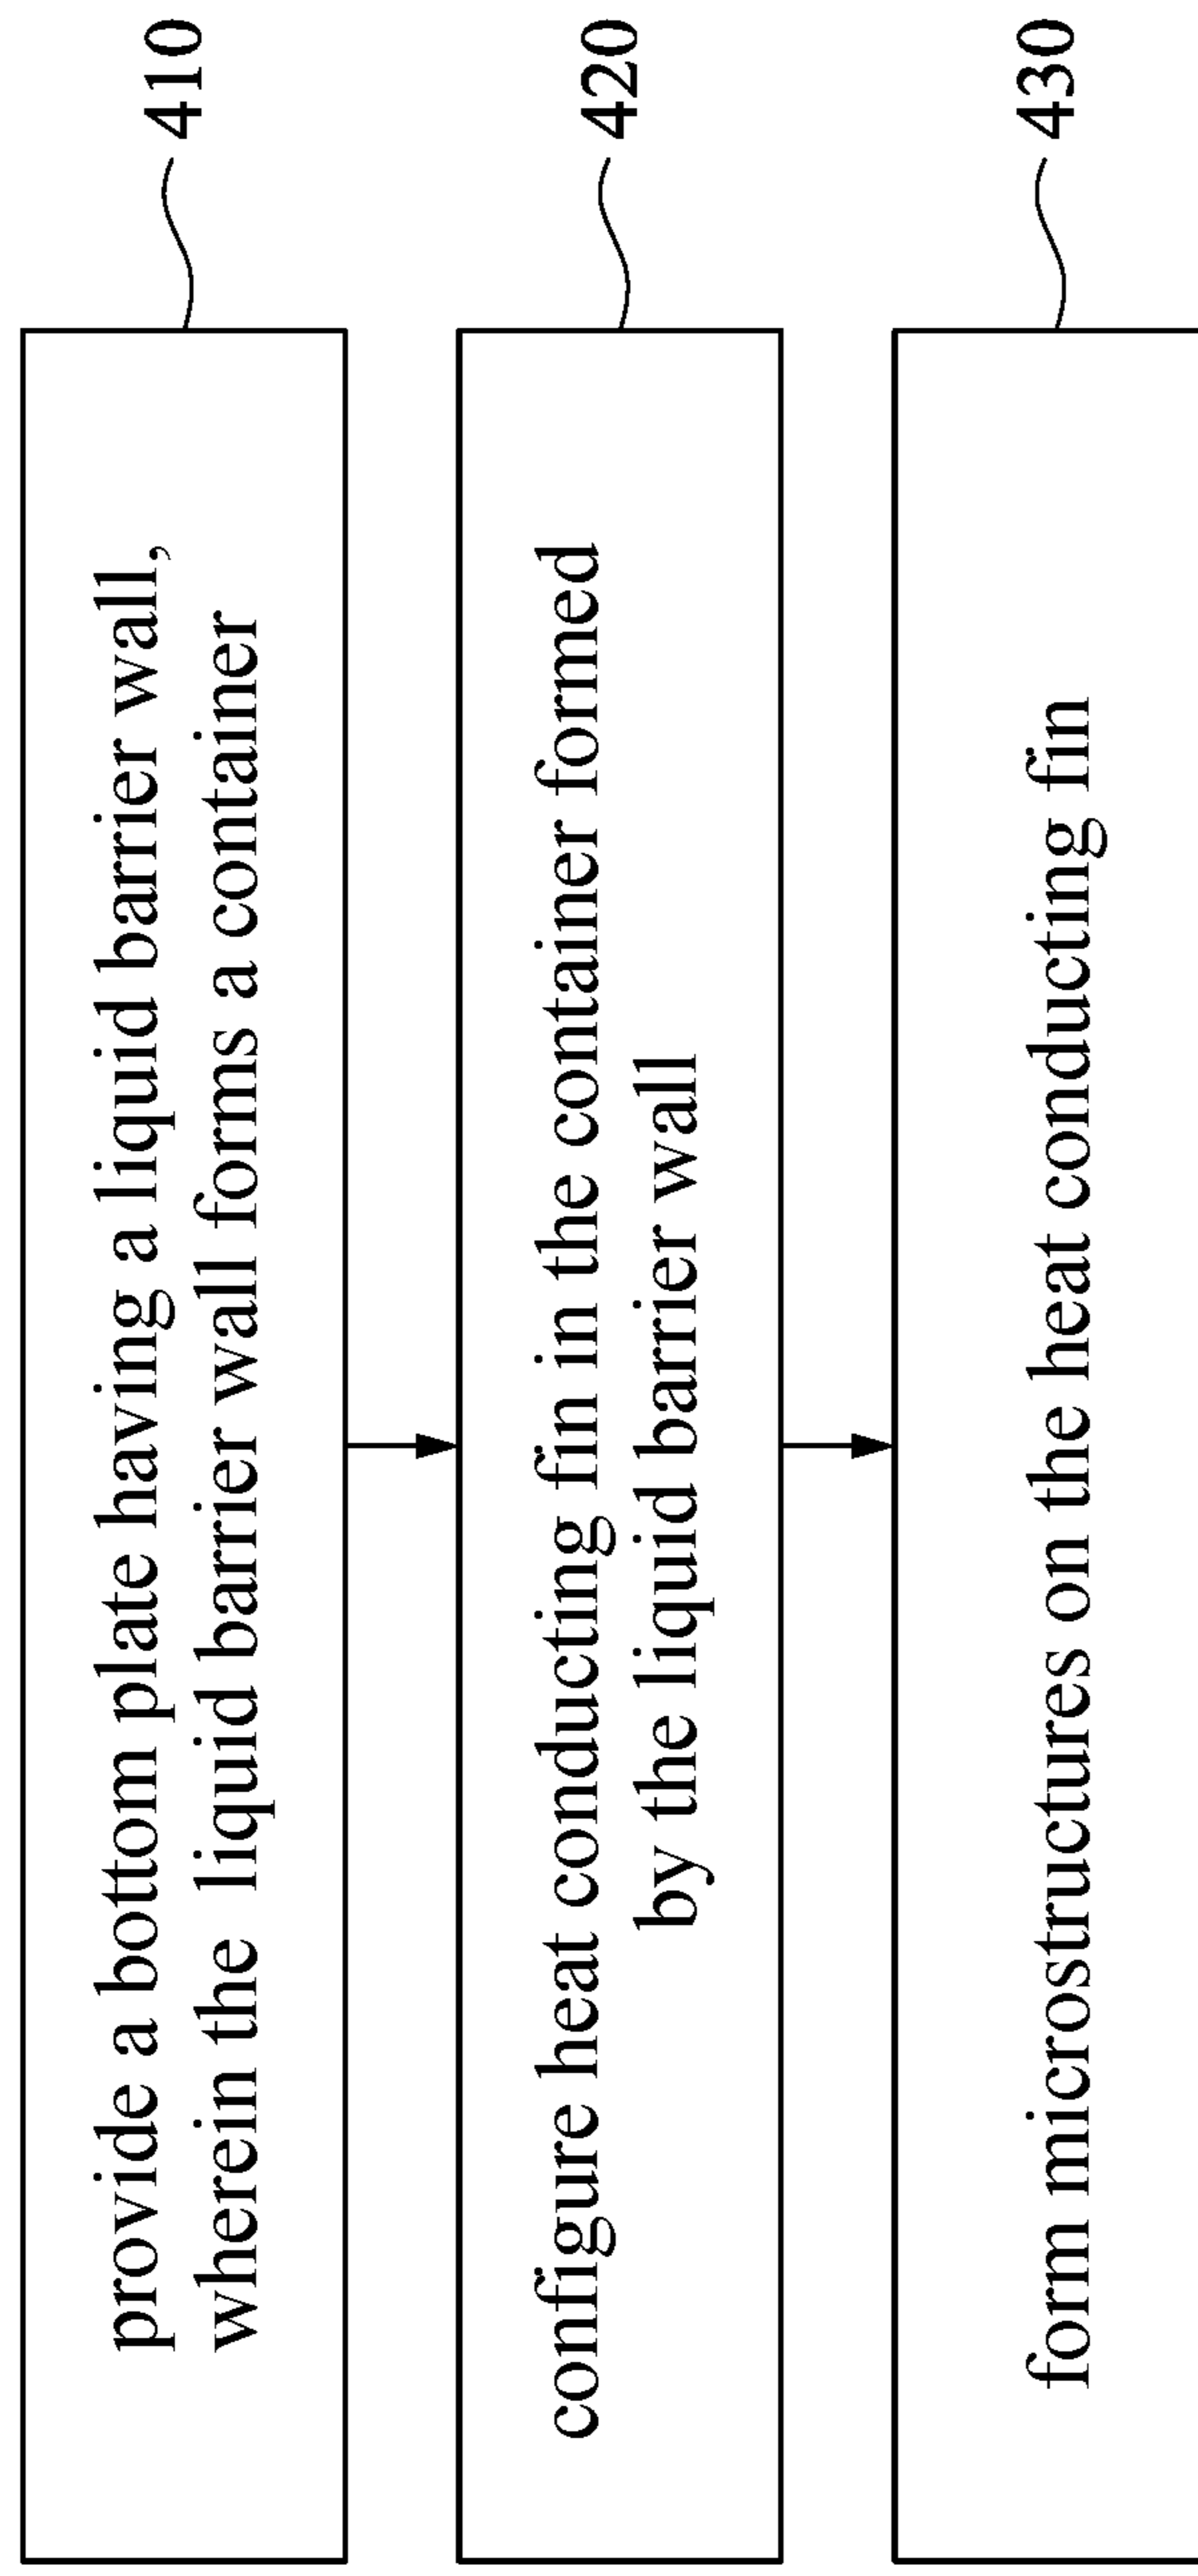 provide a bottom plate having a liquid barrier wall,
wherein the liquid barrier wall forms a container
410
configure heat conducting fin in the container formed
by the liquid barrier wall
420
form microstructures on the heat conducting fin
430